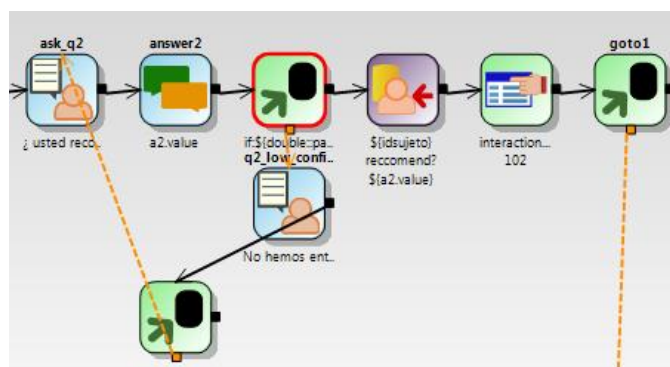 ask_q2
answer2
goto1
¿ usted reco..
a2.value
if:${double::pa..
${idsujeto}
reccomend?
${a2.value}
interaction...
102
q2_low_confi..
No hemos ent..